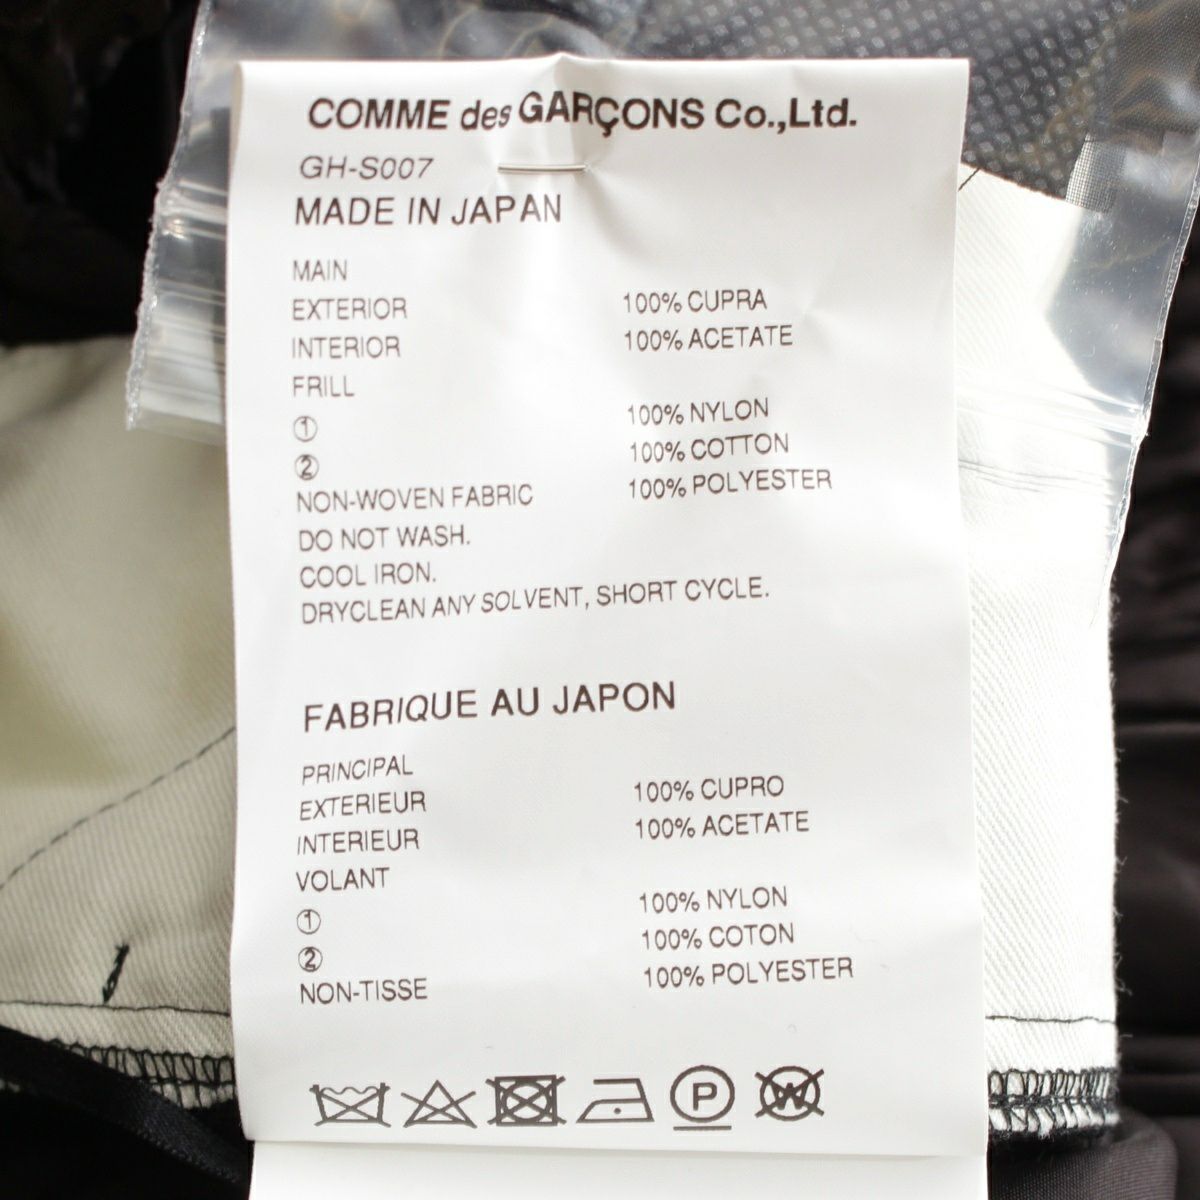 COMME des GARÇONS Co.,Ltd.
GH-S007
MADE IN JAPAN
MAIN
EXTERIOR 100% CUPRA
INTERIOR 100% ACETATE
FRILL
① 100% NYLON
② 100% COTTON
NON-WOVEN FABRIC 100% POLYESTER
DO NOT WASH.
COOL IRON.
DRYCLEAN ANY SOLVENT, SHORT CYCLE.
FABRIQUE AU JAPON
PRINCIPAL
EXTERIEUR 100% CUPRO
INTERIEUR 100% ACETATE
VOLANT
① 100% NYLON
② 100% COTON
NON-TISSE 100% POLYESTER
P W